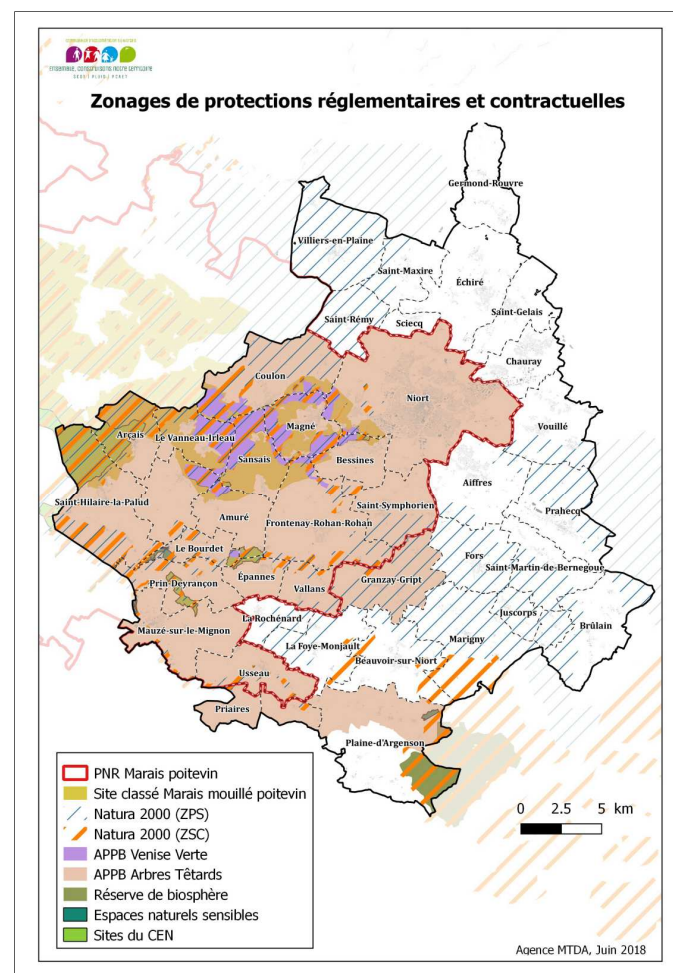 ENSEMBLE, CONSTRUISONS NOTRE TERRITOIRE
Zonages de protections réglementaires et contractuelles
Germond-Rouvre
Villiers-en-Plaine
Saint-Maxire
Échiré
Saint-Gelais
Saint-Rémy
Sciecq
Chauray
Coulon
Niort
Vouillé
Magné
Arçais
Le Vanneau-Irleau
Sansais
Bessines
Aiffres
Saint-Hilaire-la-Palud
Saint-Symphorien
Prahecq
Amuré
Frontenay-Rohan-Rohan
Le Bourdet
Fors
Saint-Martin-de-Bernegoue
Prin-Deyrançon
Épannes
Vallans
Granzay-Gript
Juscorps
Brûlain
La Rochénard
Mauzé-sur-le-Mignon
La Foye-Monjault
Marigny
Beauvoir-sur-Niort
Usseau
Priaires
Plaine-d'Argenson
PNR Marais poitevin
Site classé Marais mouillé poitevin
Natura 2000 (ZPS)
Natura 2000 (ZSC)
APPB Venise Verte
APPB Arbres Têtards
Réserve de biosphère
Espaces naturels sensibles
Sites du CEN
0 2.5 5 km
Agence MTDA, Juin 2018